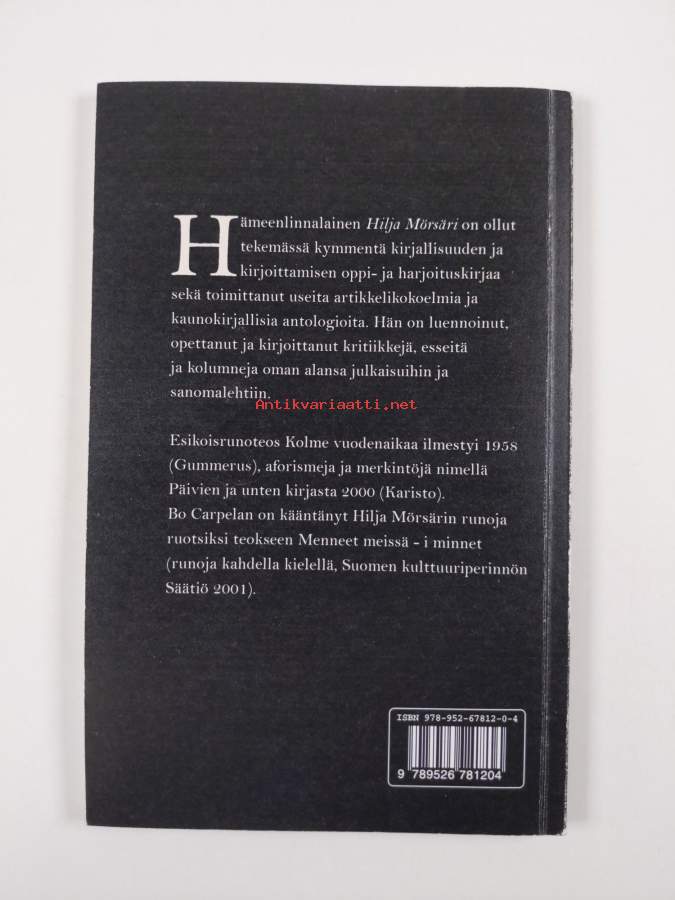 Hämeenlinnalainen Hilja Mörsäri on ollut
tekemässä kymmentä kirjallisuuden ja
kirjoittamisen oppi- ja harjoituskirjaa
sekä toimittanut useita artikkelikokoelmia ja
kaunokirjallisia antologioita. Hän on luennoinut,
opettanut ja kirjoittanut kritiikkejä, esseitä
ja kolumneja oman alansa julkaisuihin ja
sanomalehtiin.
Antikvariaatti.net
Esikoisrunoteos Kolme vuodenaikaa ilmestyi 1958
(Gummerus), aforismeja ja merkintöjä nimellä
Päivien ja unten kirjasta 2000 (Karisto).
Bo Carpelan on kääntänyt Hilja Mörsärin runoja
ruotsiksi teokseen Menneet meissä - i minnet
(runoja kahdella kielellä, Suomen kulttuuriperinnön
Säätiö 2001).
ISBN 978-952-67812-0-4
9 789526 781204